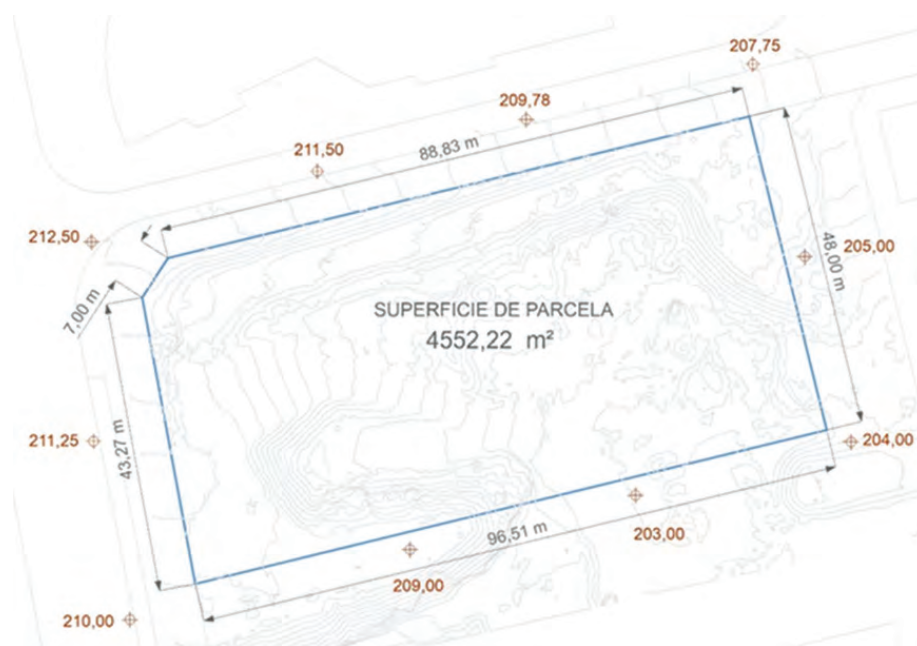 207,75
209,78
88,83 m
211,50
212,50
205,00
48,00 m
7,00 m
SUPERFICIE DE PARCELA
4552,22 m²
211,25
43,27 m
204,00
96,51 m
203,00
209,00
210,00